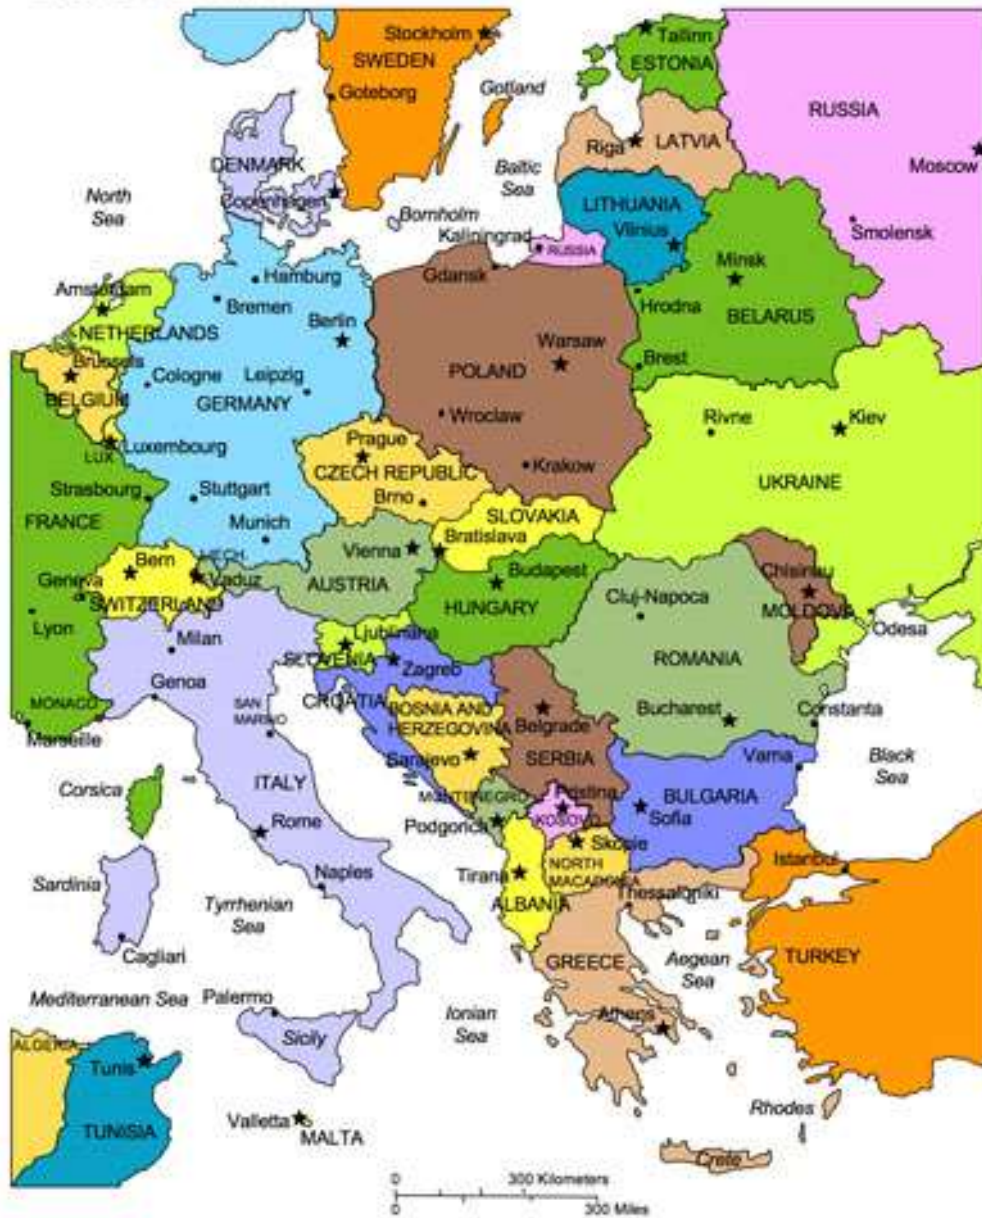 Stockholm
SWEDEN
Tallinn
ESTONIA
Goteborg
Gotland
RUSSIA
Riga
LATVIA
Moscow
DENMARK
Baltic
Sea
North
Sea
Copenhagen
LITHUANIA
Bornholm
Vilnius
Smolensk
Kaliningrad
RUSSIA
Minsk
Gdansk
Hamburg
Amsterdam
Bremen
Hrodna
BELARUS
NETHERLANDS
Berlin
Warsaw
Brussels
Brest
Cologne
Leipzig
POLAND
BELGIUM
GERMANY
Wroclaw
Rivne
Kiev
Luxembourg
LUX
Prague
Krakow
CZECH REPUBLIC
UKRAINE
Strasbourg
Stuttgart
Brno
FRANCE
SLOVAKIA
Munich
Bratislava
Vienna
LIECH
Bern
Vaduz
AUSTRIA
Budapest
Chisinau
Geneva
SWITZERLAND
HUNGARY
Cluj-Napoca
MOLDOVA
Lyon
Odesa
Milan
Ljubljnana
SLOVENIA
Zagreb
ROMANIA
Genoa
CROATIA
MONACO
SAN
MARINO
BOSNIA AND
HERZEGOVINA
Belgrade
Bucharest
Constanta
Marseille
Sarajevo
SERBIA
Varna
Black
Sea
Corsica
ITALY
MONTENEGRO
Pristina
BULGARIA
KOSOVO
Sofia
Rome
Podgorica
Skopje
Istanbul
Sardinia
Naples
Tirana
NORTH
MACADONIA
Thessaloniki
ALBANIA
Tyrrhenian
Sea
Cagliari
GREECE
Aegean
Sea
TURKEY
Mediterranean Sea
Palermo
Ionian
Sea
Athens
Sicily
ALGERIA
Tunis
Valletta
MALTA
TUNISIA
Rhodes
Crete
0
300 Kilometers
0
300 Miles